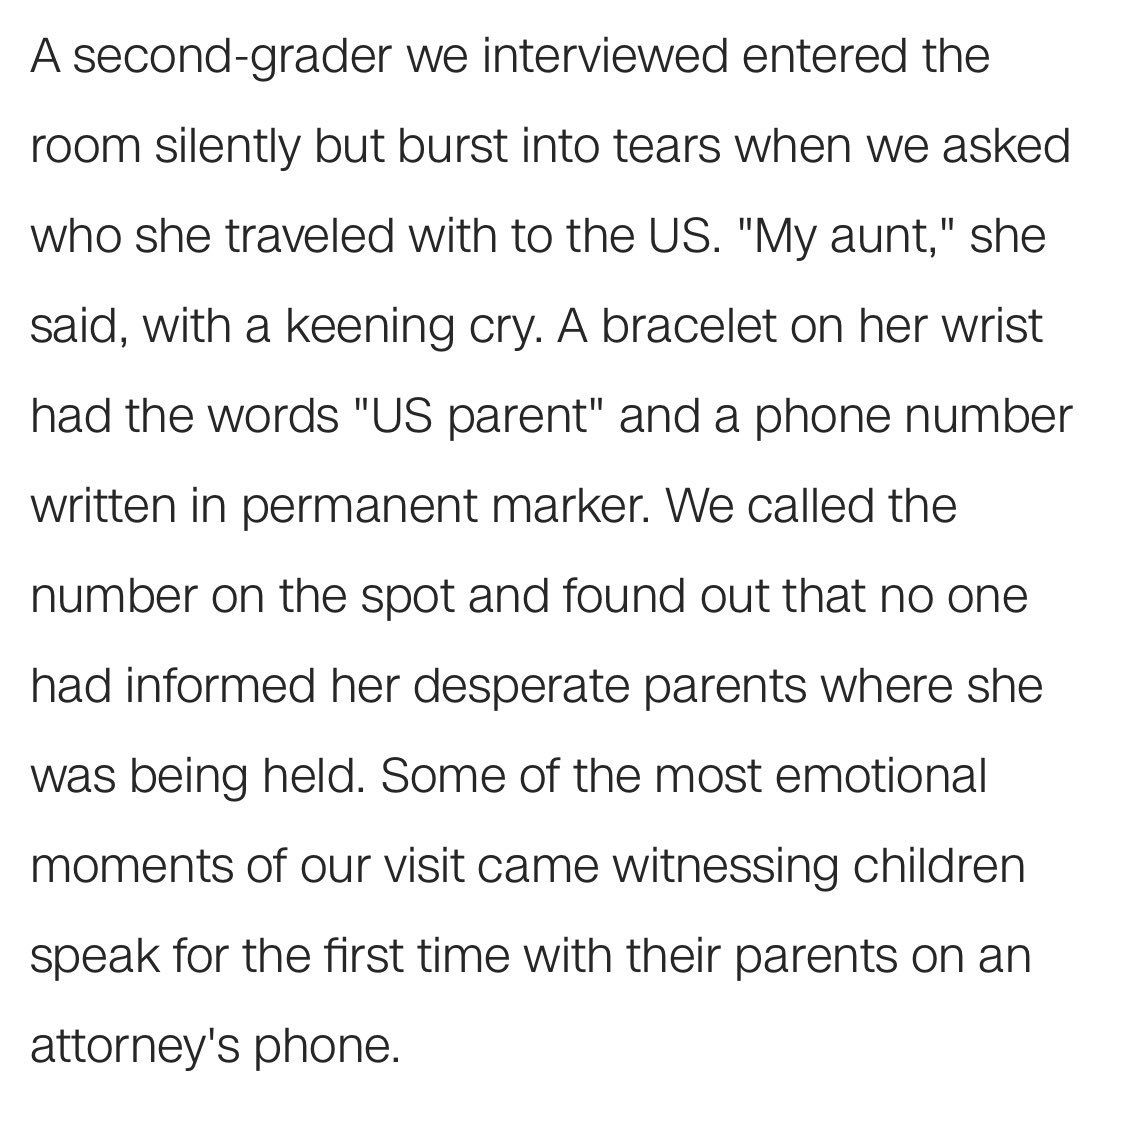 A second-grader we interviewed entered the
room silently but burst into tears when we asked
who she traveled with to the US. "My aunt," she
said, with a keening cry. A bracelet on her wrist
had the words "US parent" and a phone number
written in permanent marker. We called the
number on the spot and found out that no one
had informed her desperate parents where she
was being held. Some of the most emotional
moments of our visit came witnessing children
speak for the first time with their parents on an
attorney's phone.